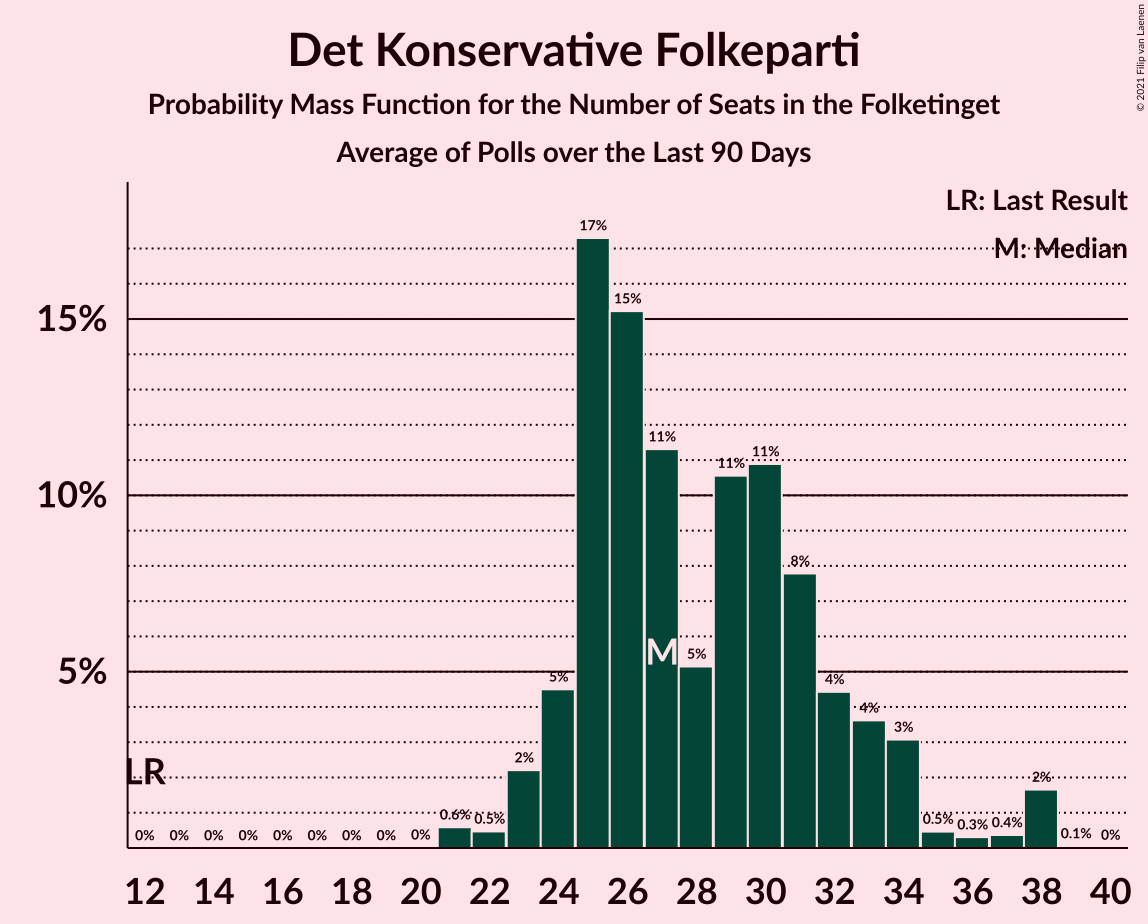 Det Konservative Folkeparti
Probability Mass Function for the Number of Seats in the Folketinget
Average of Polls over the Last 90 Days
© 2021 Filip van Laenen
LR: Last Result
M: Median
15%
10%
5%
LR
M
0% 0% 0% 0% 0% 0% 0% 0% 0% 0.6% 0.5% 2% 5% 17% 15% 11% 5% 11% 11% 8% 4% 4% 3% 0.5% 0.3% 0.4% 2% 0.1% 0%
12 14 16 18 20 22 24 26 28 30 32 34 36 38 40